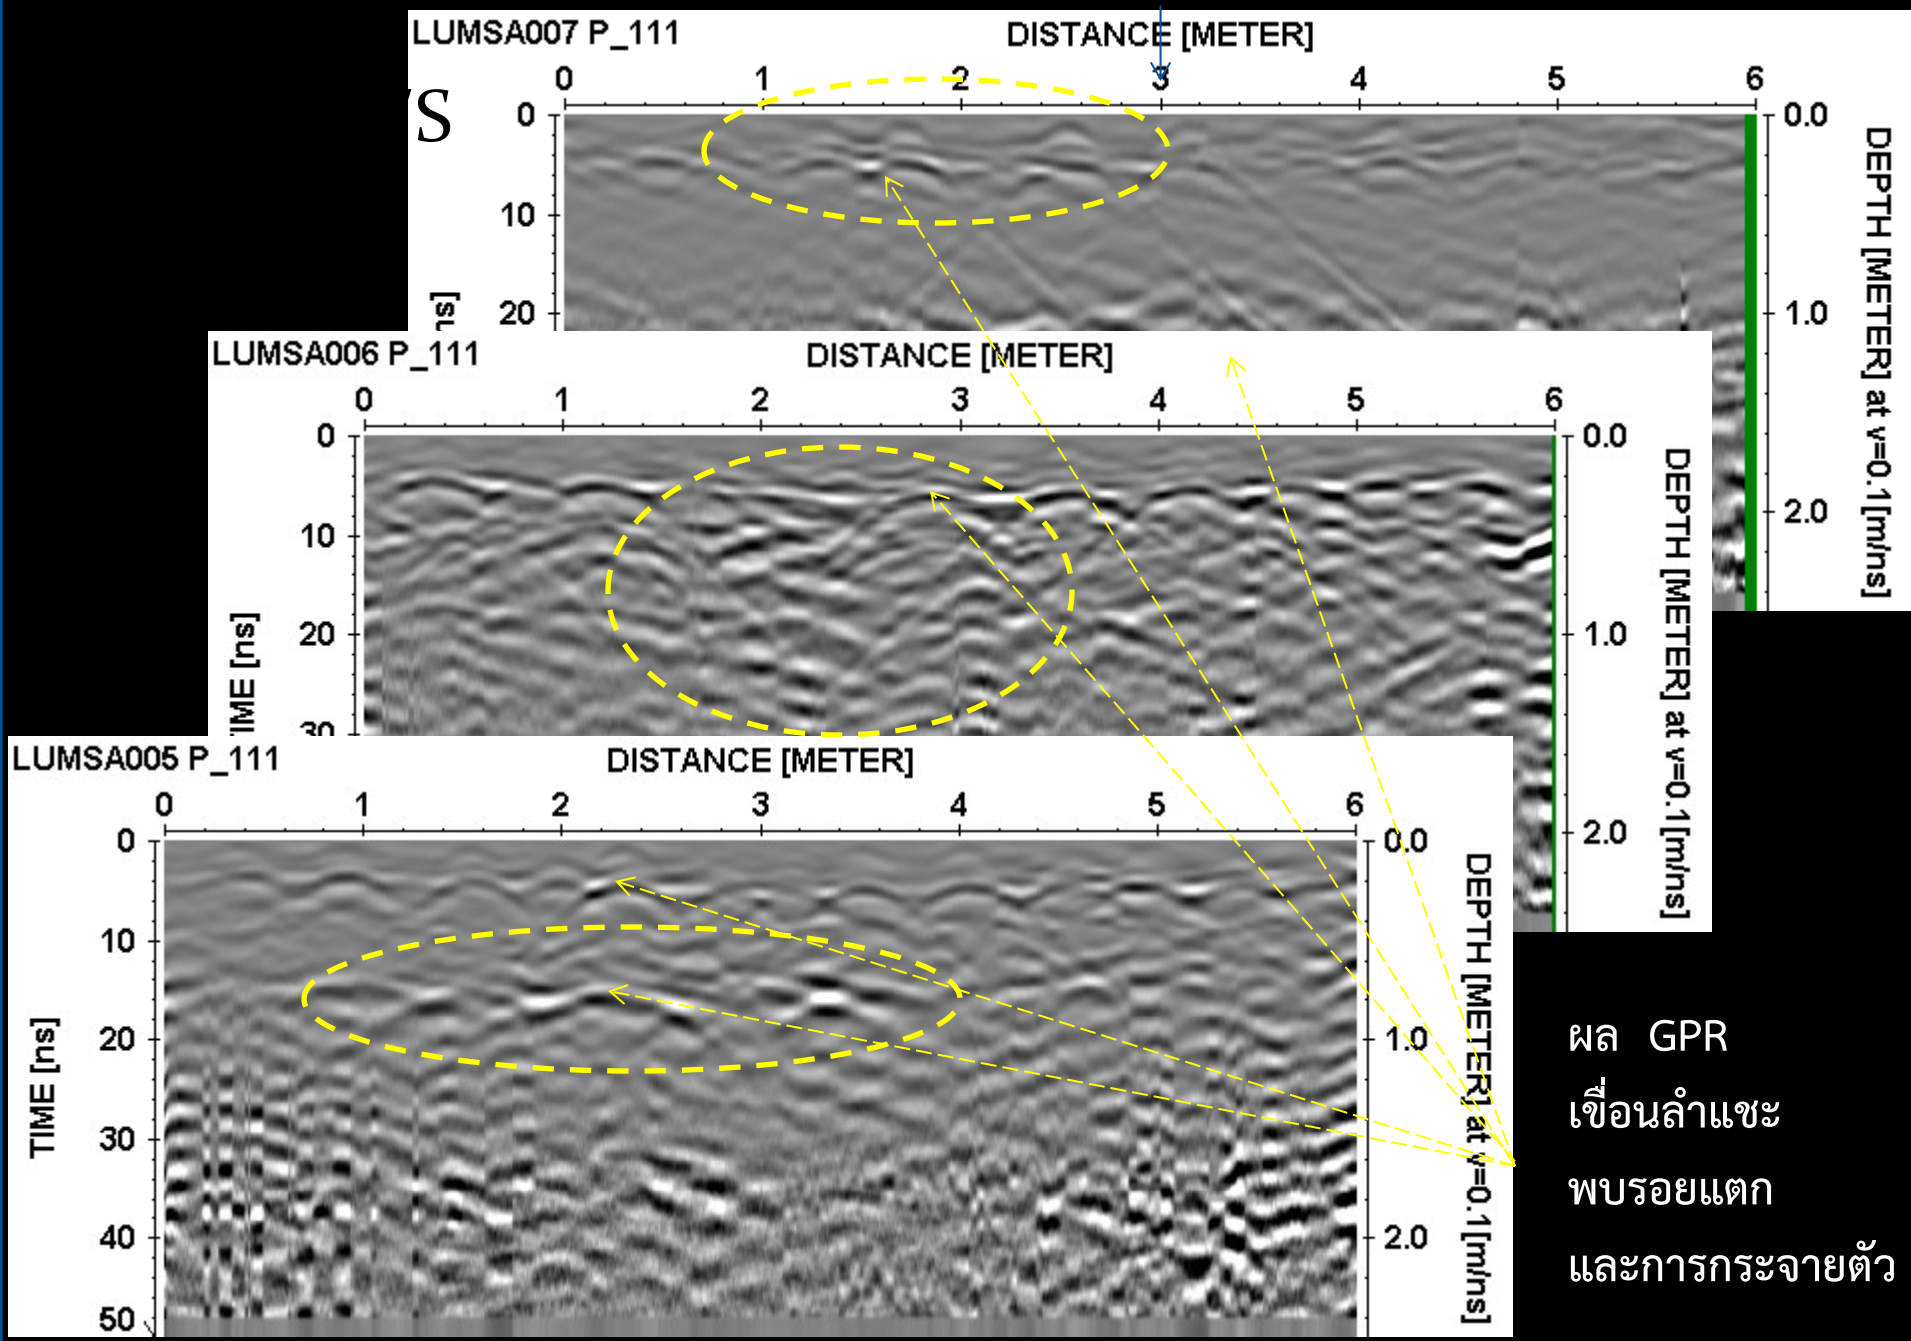 LUMSA007 P_111 DISTANCE [METER]
0 1 2 3 4 5 6
0 10 20
0.0 1.0 2.0
DEPTH [METER] at v=0.1[m/ns]
S
LUMSA006 P_111 DISTANCE [METER]
0 1 2 3 4 5 6
0 10 20 30
TIME [ns]
0.0 1.0 2.0
DEPTH [METER] at v=0.1[m/ns]
LUMSA005 P_111 DISTANCE [METER]
0 1 2 3 4 5 6
0 10 20 30 40 50
TIME [ns]
0.0 1.0 2.0
DEPTH [METER] at v=0.1[m/ns]
ผล GPR
เขื่อนลำแชะ
พบรอยแตก
และการกระจายตัว